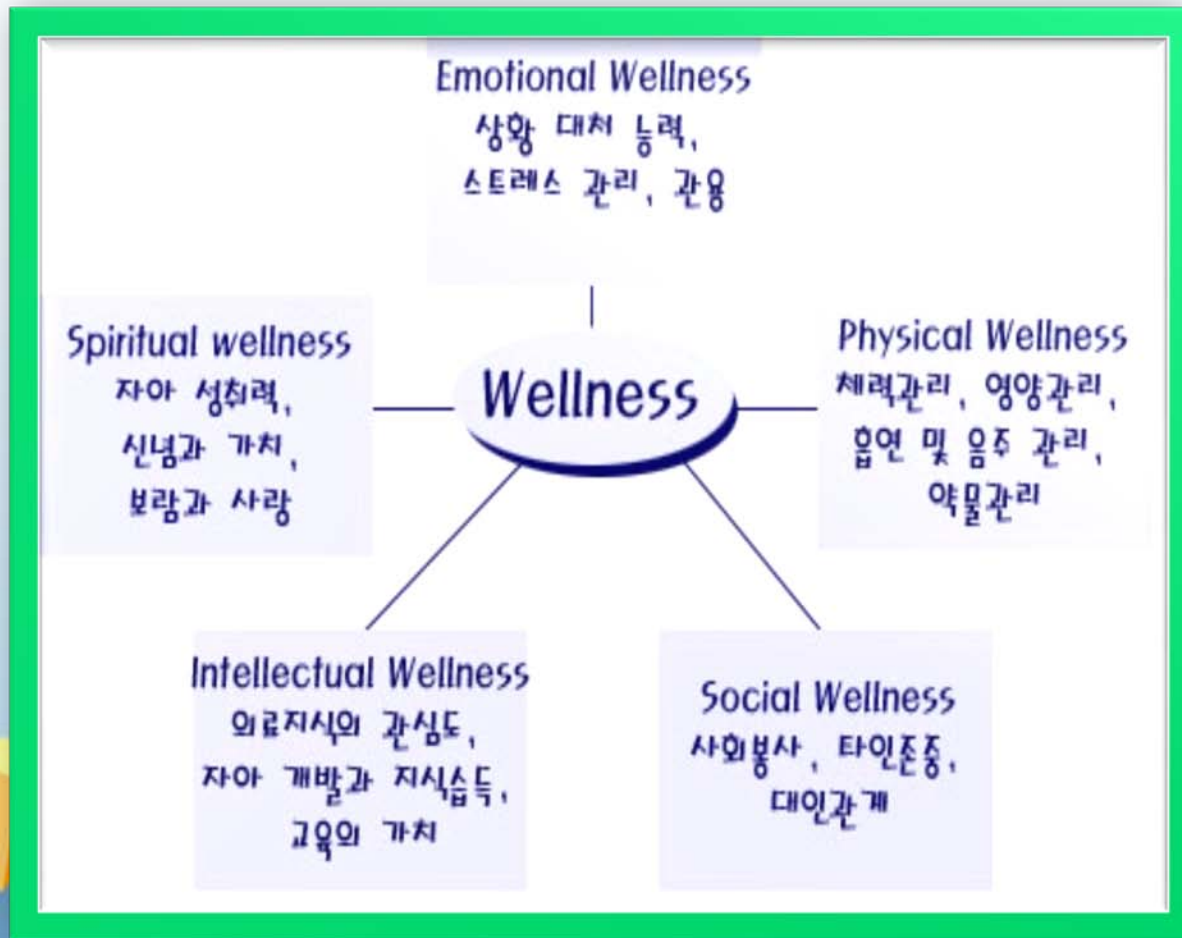 Emotional Wellness
상황 대처 능력,
스트레스 관리, 관용
Spiritual wellness
자아 성취력,
신념과 가치,
보람과 사랑
Wellness
Physical Wellness
체력관리, 영양관리,
흡연 및 음주 관리,
약물관리
Intellectual Wellness
의료지식의 관심도,
자아 개발과 지식습득,
교육의 가치
Social Wellness
사회봉사, 타인존중,
대인관계